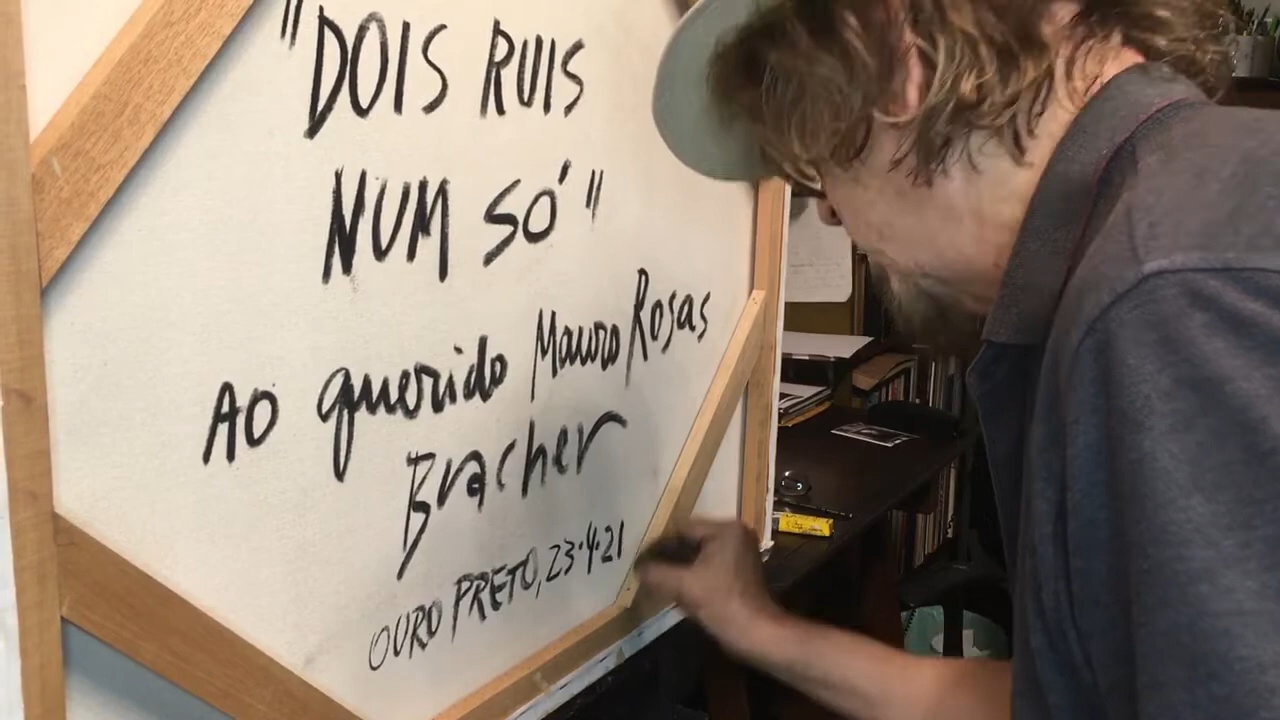 "DOIS RUIS
NUM SÓ"
AO querido Mauro Rosas
Bracher
OURO PRETO, 23·4·21